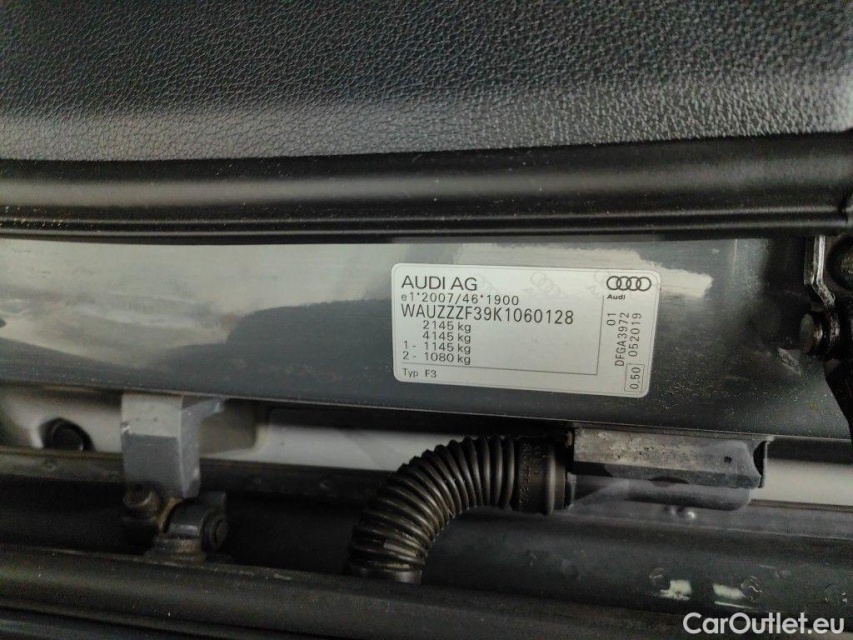 AUDI AG
e1*2007/46*1900
WAUZZZF39K1060128
2145 kg
4145 kg
1 - 1145 kg
2 - 1080 kg
Typ F3
Audi
01
DFGA3972
052019
0.50
CarOutlet.eu